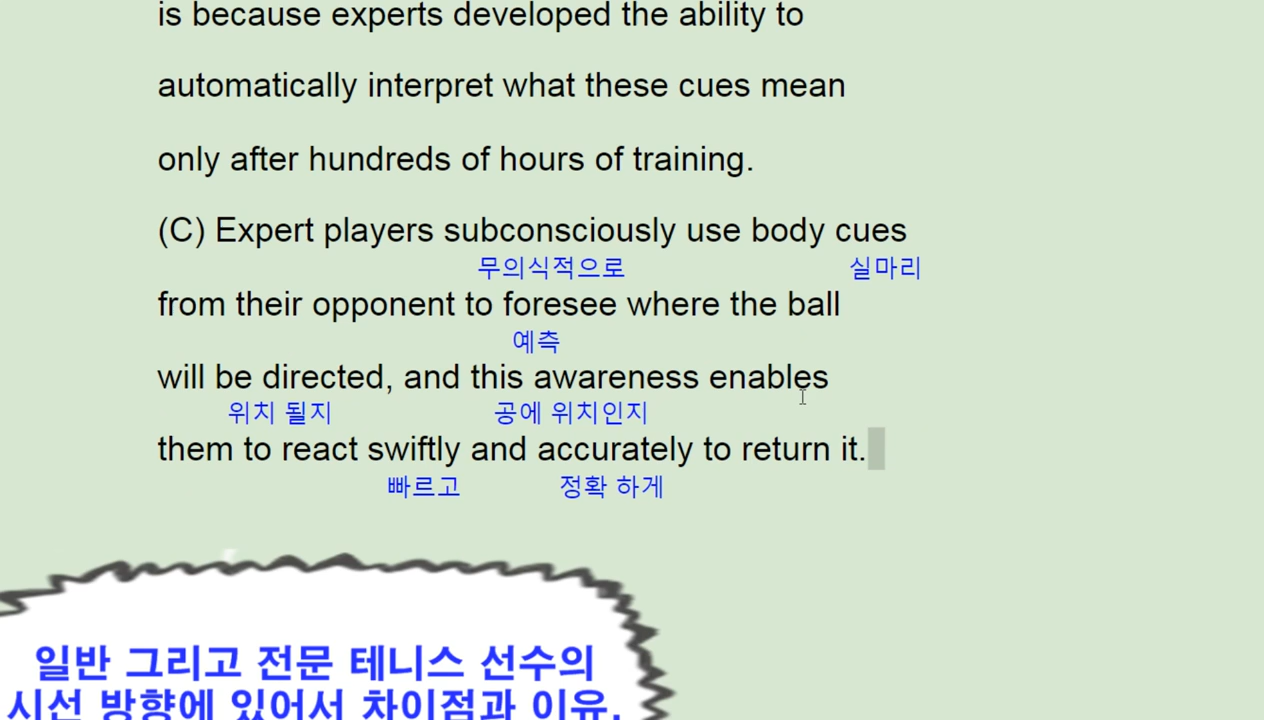 is because experts developed the ability to
automatically interpret what these cues mean
only after hundreds of hours of training.
(C) Expert players subconsciously use body cues
무의식적으로 실마리
from their opponent to foresee where the ball
예측
will be directed, and this awareness enables
위치 될지 공에 위치인지
them to react swiftly and accurately to return it.
빠르고 정확 하게
일반 그리고 전문 테니스 선수의
시선 방향에 있어서 차이점과 이유.